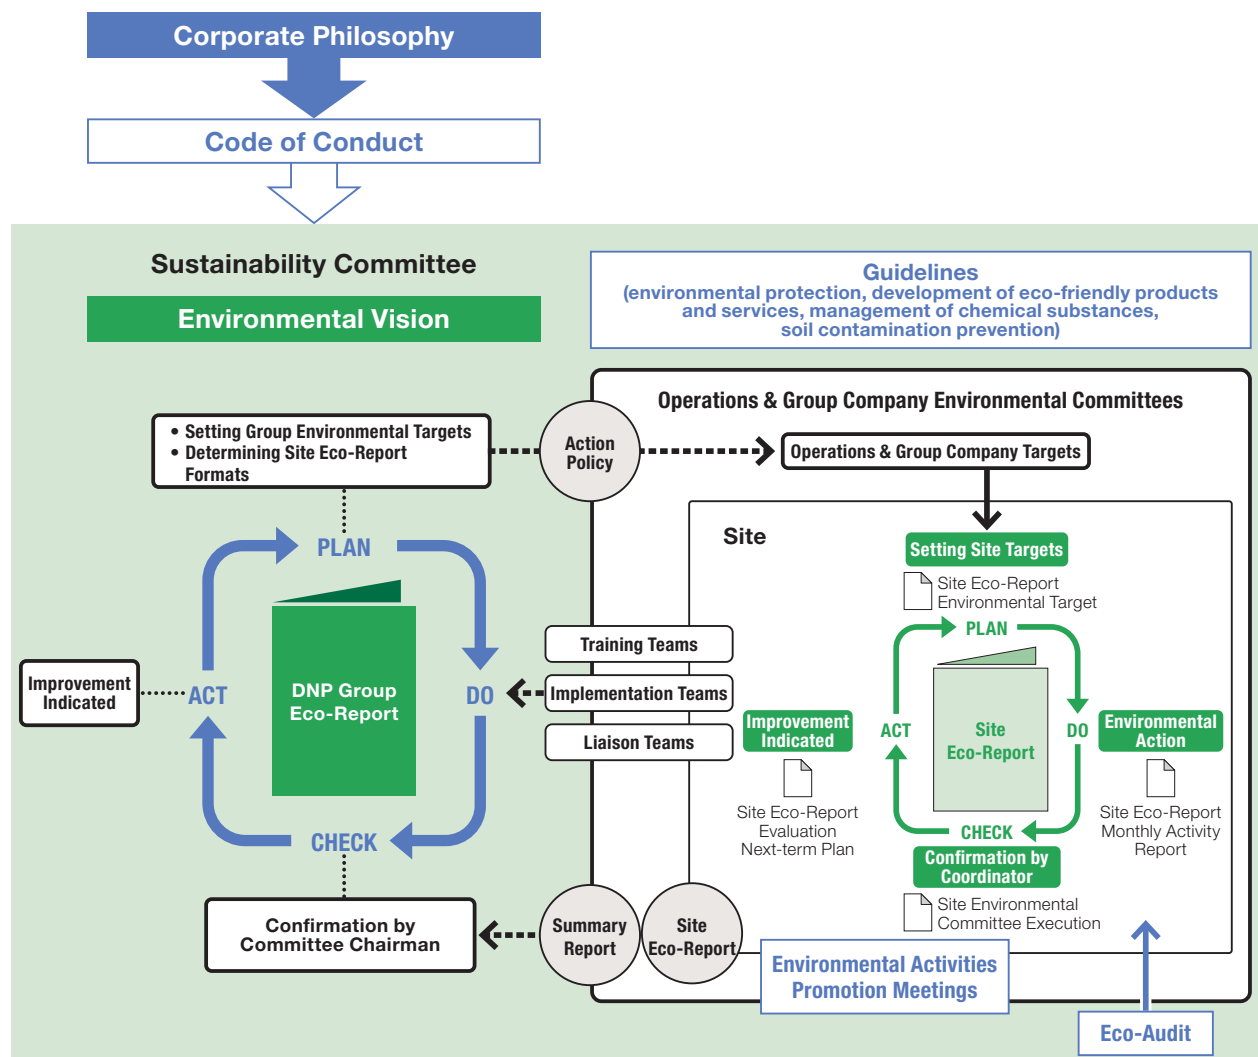 Corporate Philosophy
Code of Conduct
Sustainability Committee
Environmental Vision
Guidelines
(environmental protection, development of eco-friendly products
and services, management of chemical substances,
soil contamination prevention)
Operations & Group Company Environmental Committees
• Setting Group Environmental Targets
• Determining Site Eco-Report
Formats
Action
Policy
Operations & Group Company Targets
Site
Setting Site Targets
Site Eco-Report
Environmental Target
PLAN
DO
CHECK
ACT
DNP Group
Eco-Report
Improvement
Indicated
Training Teams
Implementation Teams
Liaison Teams
PLAN
DO
CHECK
ACT
Site
Eco-Report
Improvement
Indicated
Site Eco-Report
Evaluation
Next-term Plan
Environmental
Action
Site Eco-Report
Monthly Activity
Report
Confirmation by
Coordinator
Site Environmental
Committee Execution
Confirmation by
Committee Chairman
Summary
Report
Site
Eco-Report
Environmental Activities
Promotion Meetings
Eco-Audit